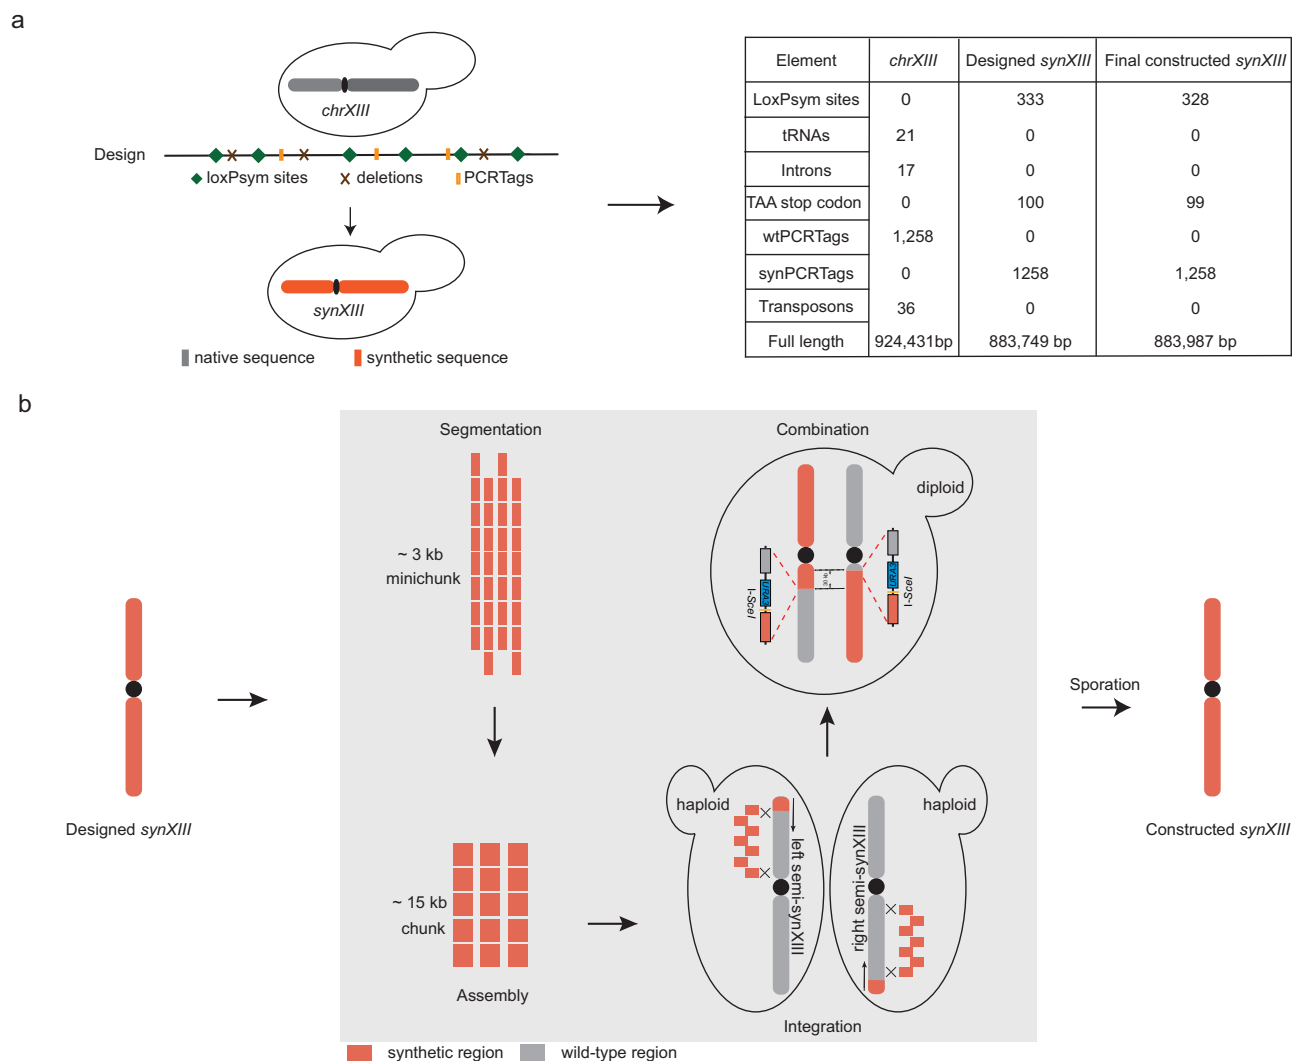 a
chrXIII
Design
loxPsym sites
deletions
PCRTags
synXIII
native sequence
synthetic sequence
Element chrXIII Designed synXIII Final constructed synXIII
LoxPsym sites 0 333 328
tRNAs 21 0 0
Introns 17 0 0
TAA stop codon 0 100 99
wtPCRTags 1,258 0 0
synPCRTags 0 1258 1,258
Transposons 36 0 0
Full length 924,431bp 883,749 bp 883,987 bp
b
Designed synXIII
Segmentation
~ 3 kb
minichunk
~ 15 kb
chunk
Assembly
Combination
diploid
URA3
I-SceI
URA3
I-SceI
haploid
left semi-synXIII
haploid
right semi-synXIII
Integration
Sporation
Constructed synXIII
synthetic region
wild-type region